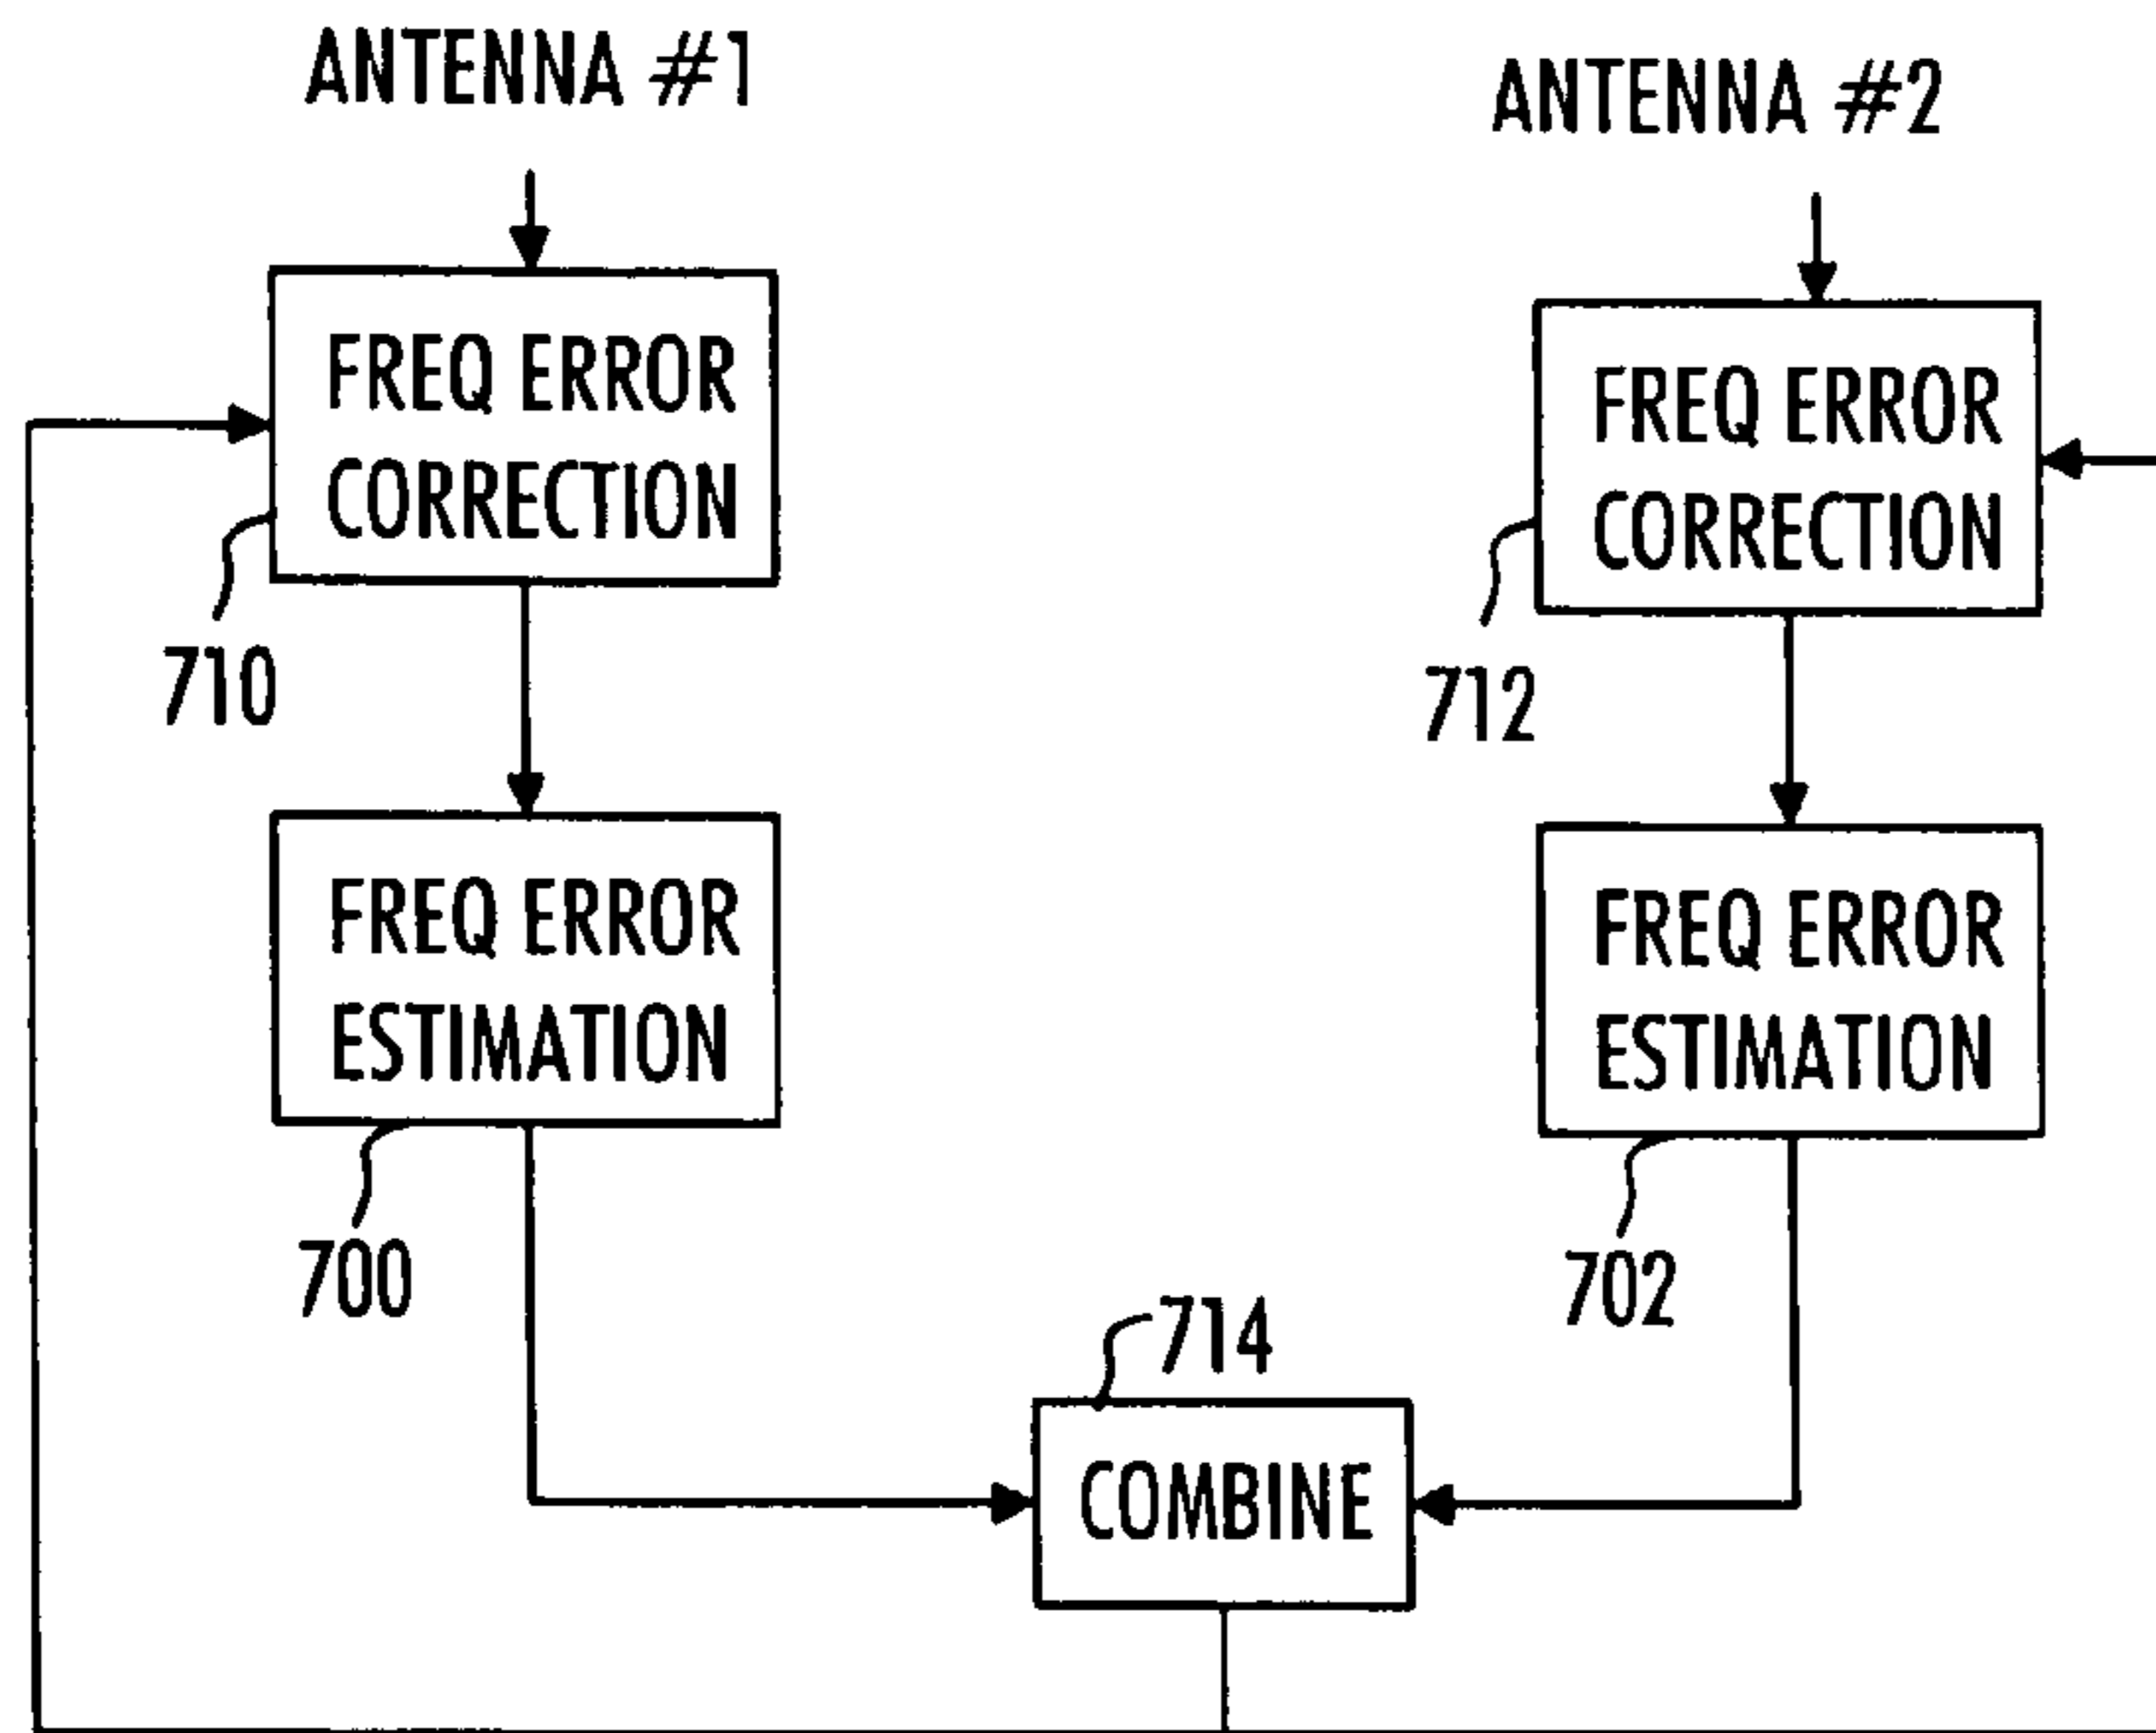 ANTENNA #1
ANTENNA #2
FREQ ERROR
CORRECTION
710
FREQ ERROR
CORRECTION
712
FREQ ERROR
ESTIMATION
700
FREQ ERROR
ESTIMATION
702
714
COMBINE